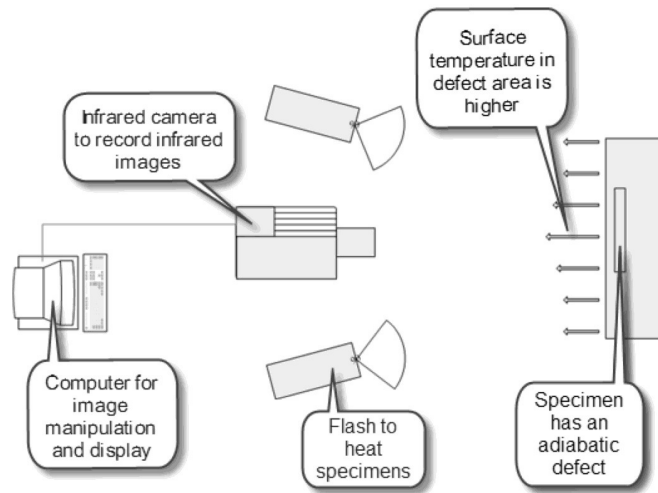 Surface
temperature in
defect area is
higher
Infrared camera
to record infrared
images
Computer for
image
manipulation
and display
Flash to
heat
specimens
Specimen
has an
adiabatic
defect